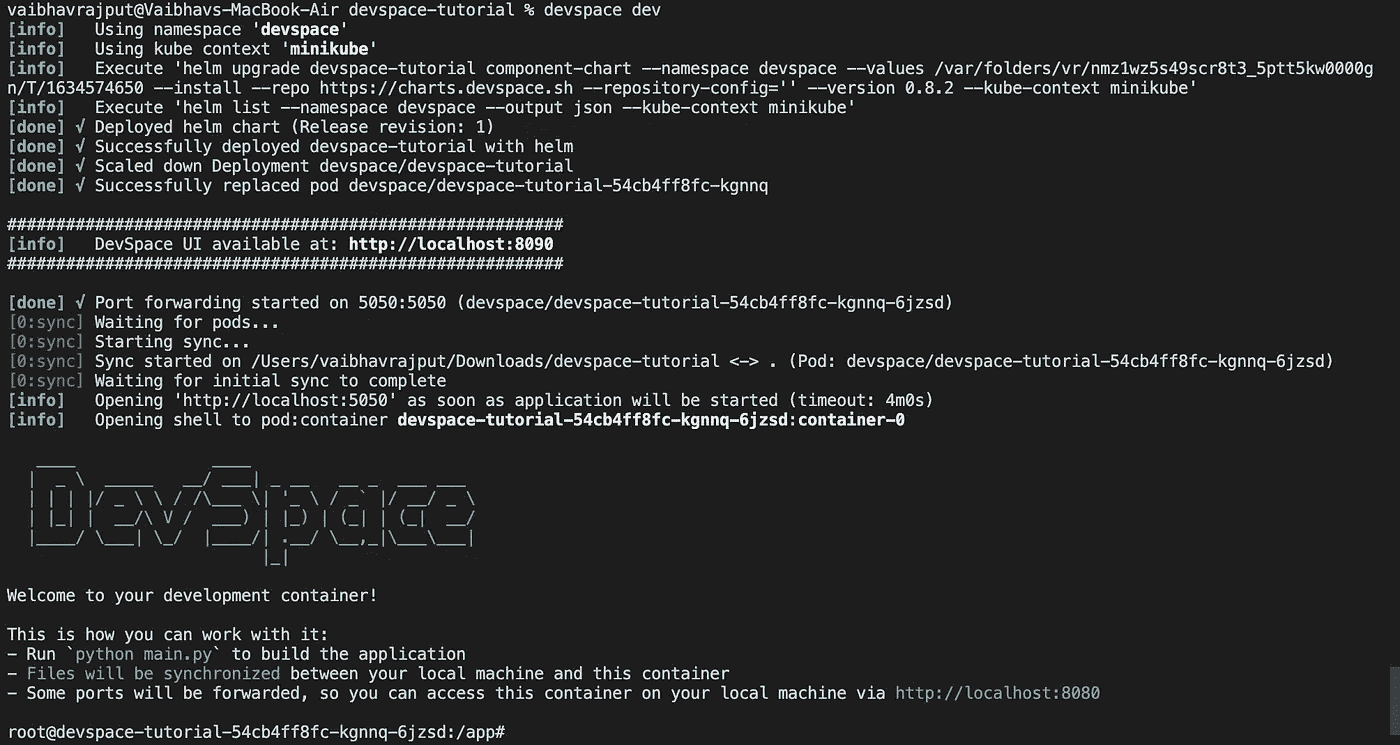 vaibhavrajput@Vaibhavs-MacBook-Air devspace-tutorial % devspace dev
[info]   Using namespace 'devspace'
[info]   Using kube context 'minikube'
[info]   Execute 'helm upgrade devspace-tutorial component-chart --namespace devspace --values /var/folders/vr/nmz1wz5s49scr8t3_5ptt5kw0000g
n/T/1634574650 --install --repo https://charts.devspace.sh --repository-config='' --version 0.8.2 --kube-context minikube'
[info]   Execute 'helm list --namespace devspace --output json --kube-context minikube'
[done] √ Deployed helm chart (Release revision: 1)
[done] √ Successfully deployed devspace-tutorial with helm
[done] √ Scaled down Deployment devspace/devspace-tutorial
[done] √ Successfully replaced pod devspace/devspace-tutorial-54cb4ff8fc-kgnnq
#########################################################
[info]   DevSpace UI available at: http://localhost:8090
#########################################################
[done] √ Port forwarding started on 5050:5050 (devspace/devspace-tutorial-54cb4ff8fc-kgnnq-6jzsd)
[0:sync] Waiting for pods...
[0:sync] Starting sync...
[0:sync] Sync started on /Users/vaibhavrajput/Downloads/devspace-tutorial <-> . (Pod: devspace/devspace-tutorial-54cb4ff8fc-kgnnq-6jzsd)
[0:sync] Waiting for initial sync to complete
[info]   Opening 'http://localhost:5050' as soon as application will be started (timeout: 4m0s)
[info]   Opening shell to pod:container devspace-tutorial-54cb4ff8fc-kgnnq-6jzsd:container-0
DevSpace
Welcome to your development container!
This is how you can work with it:
- Run `python main.py` to build the application
- Files will be synchronized between your local machine and this container
- Some ports will be forwarded, so you can access this container on your local machine via http://localhost:8080
root@devspace-tutorial-54cb4ff8fc-kgnnq-6jzsd:/app#